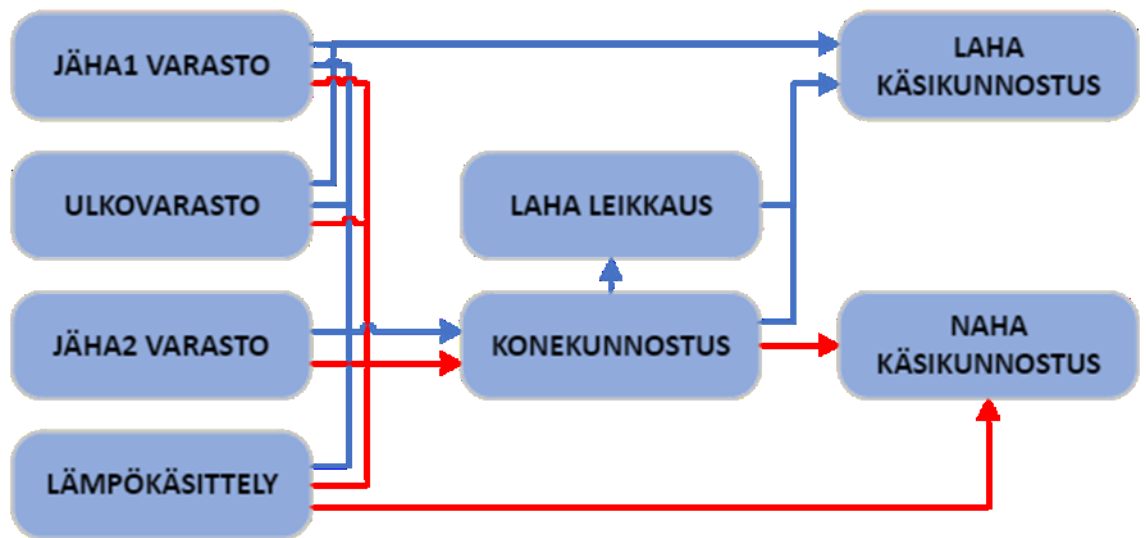 JÄHA1 VARASTO
LAHA
KÄSIKUNNOSTUS
ULKOVARASTO
LAHA LEIKKAUS
JÄHA2 VARASTO
KONEKUNNOSTUS
NAHA
KÄSIKUNNOSTUS
LÄMPÖKÄSITTELY